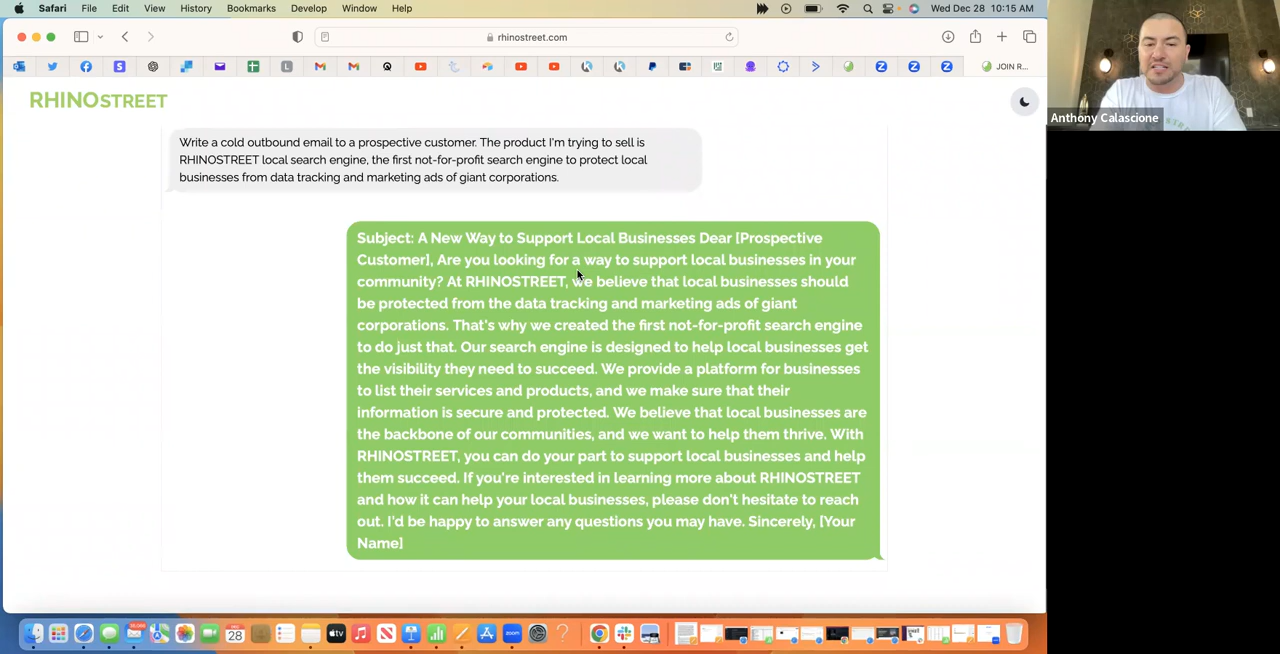 Safari File Edit View History Bookmarks Develop Window Help Wed Dec 28 10:15 AM
rhinostreet.com
JOIN R...
RHINOSTREET
Anthony Calascione
Write a cold outbound email to a prospective customer. The product I'm trying to sell is
RHINOSTREET local search engine, the first not-for-profit search engine to protect local
businesses from data tracking and marketing ads of giant corporations.
Subject: A New Way to Support Local Businesses Dear [Prospective
Customer], Are you looking for a way to support local businesses in your
community? At RHINOSTREET, we believe that local businesses should
be protected from the data tracking and marketing ads of giant
corporations. That's why we created the first not-for-profit search engine
to do just that. Our search engine is designed to help local businesses get
the visibility they need to succeed. We provide a platform for businesses
to list their services and products, and we make sure that their
information is secure and protected. We believe that local businesses are
the backbone of our communities, and we want to help them thrive. With
RHINOSTREET, you can do your part to support local businesses and help
them succeed. If you're interested in learning more about RHINOSTREET
and how it can help your local businesses, please don't hesitate to reach
out. I'd be happy to answer any questions you may have. Sincerely, [Your
Name]